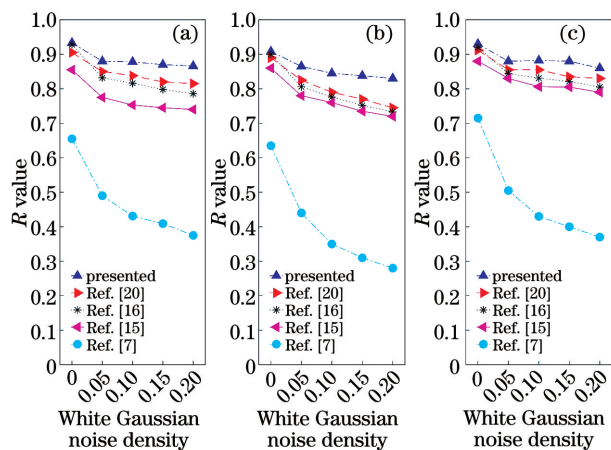 (a)
1.0
0.9
0.8
0.7
0.6
0.5
0.4
0.3
0.2
0.1
0
R value
presented
Ref. [20]
Ref. [16]
Ref. [15]
Ref. [7]
0 0.05 0.10 0.15 0.20
White Gaussian
noise density
(b)
1.0
0.9
0.8
0.7
0.6
0.5
0.4
0.3
0.2
0.1
0
R value
presented
Ref. [20]
Ref. [16]
Ref. [15]
Ref. [7]
0 0.05 0.10 0.15 0.20
White Gaussian
noise density
(c)
1.0
0.9
0.8
0.7
0.6
0.5
0.4
0.3
0.2
0.1
0
R value
presented
Ref. [20]
Ref. [16]
Ref. [15]
Ref. [7]
0 0.05 0.10 0.15 0.20
White Gaussian
noise density